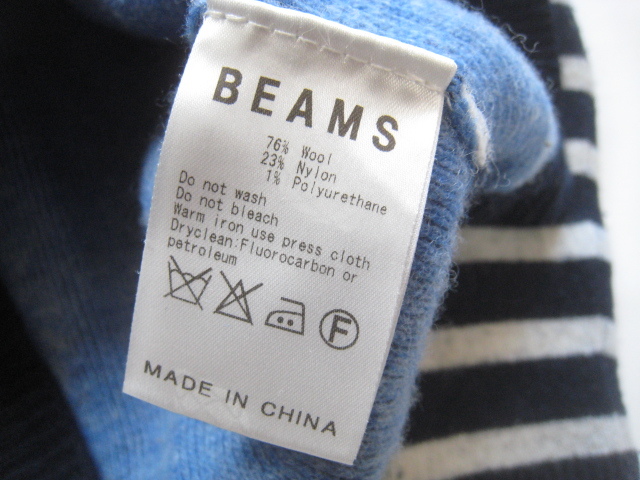 BEAMS
76% Wool
23% Nylon
1% Polyurethane
Do not wash
Do not bleach
Warm iron use press cloth
Dryclean:Fluorocarbon or
petroleum
F
MADE IN CHINA